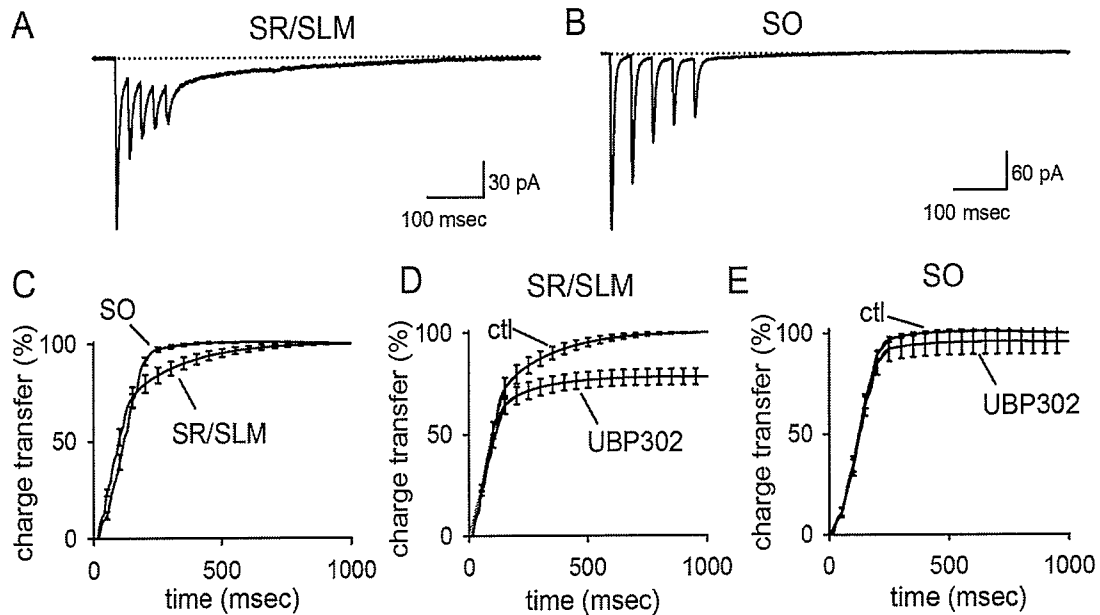 A
SR/SLM
30 pA
100 msec
B
SO
60 pA
100 msec
C
SO
SR/SLM
100
50
0
charge transfer (%)
0
500
1000
time (msec)
D
SR/SLM
ctl
UBP302
100
50
0
charge transfer (%)
0
500
1000
time (msec)
E
SO
ctl
UBP302
100
50
0
charge transfer (%)
0
500
1000
time (msec)